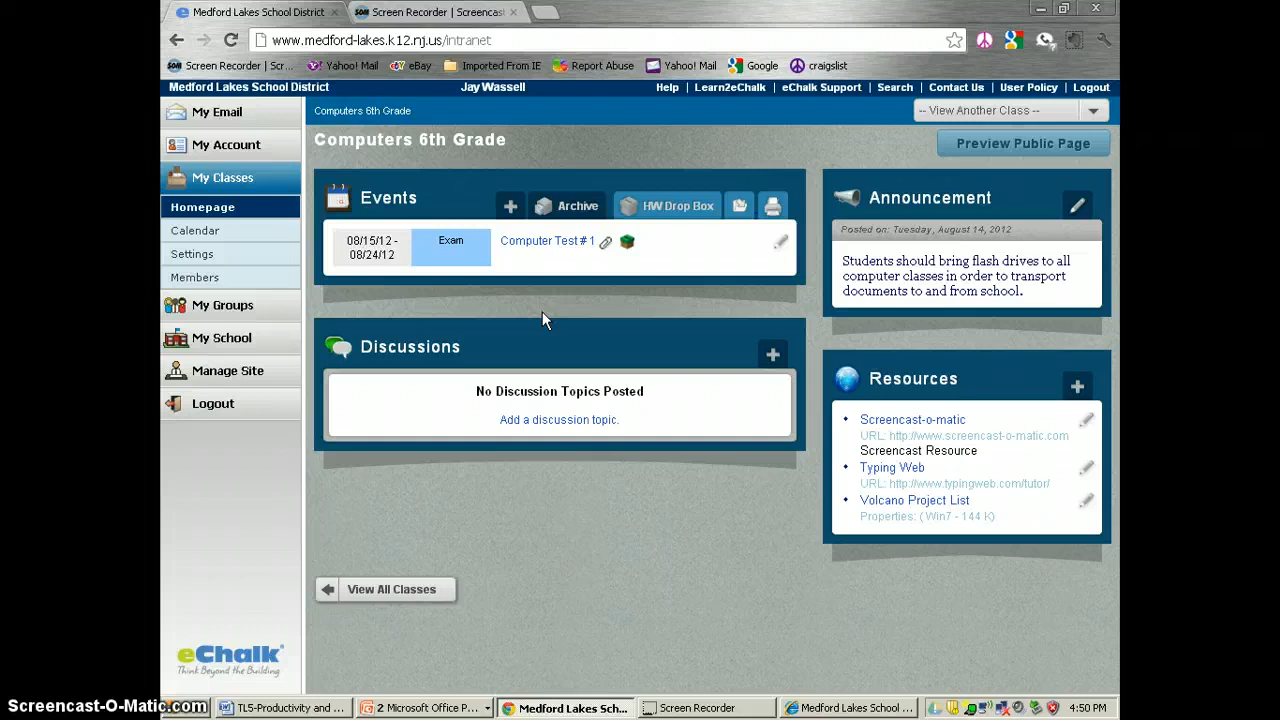 Medford Lakes School District
Screen Recorder | Screencast
www.medford-lakes.k12.nj.us/intranet
Screen Recorder | Scr...
Yahoo! Mail
eBay
Imported From IE
Report Abuse
Yahoo! Mail
Google
craigslist
Medford Lakes School District
Jay Wassell
Help | Learn2eChalk | eChalk Support | Search | Contact Us | User Policy | Logout
My Email
My Account
My Classes
Homepage
Calendar
Settings
Members
My Groups
My School
Manage Site
Logout
eChalk
Think Beyond the Building
Computers 6th Grade
-- View Another Class --
Computers 6th Grade
Preview Public Page
Events
Archive
HW Drop Box
08/15/12 -
08/24/12
Exam
Computer Test #1
Discussions
No Discussion Topics Posted
Add a discussion topic.
View All Classes
Announcement
Posted on: Tuesday, August 14, 2012
Students should bring flash drives to all
computer classes in order to transport
documents to and from school.
Resources
Screencast-o-matic
URL: http://www.screencast-o-matic.com
Screencast Resource
Typing Web
URL: http://www.typingweb.com/tutor/
Volcano Project List
Properties: ( Win7 - 144 K)
Screencast-O-Matic.com
TL5-Productivity and ...
2 Microsoft Office P...
Medford Lakes Sch...
Screen Recorder
Medford Lakes School ...
4:50 PM